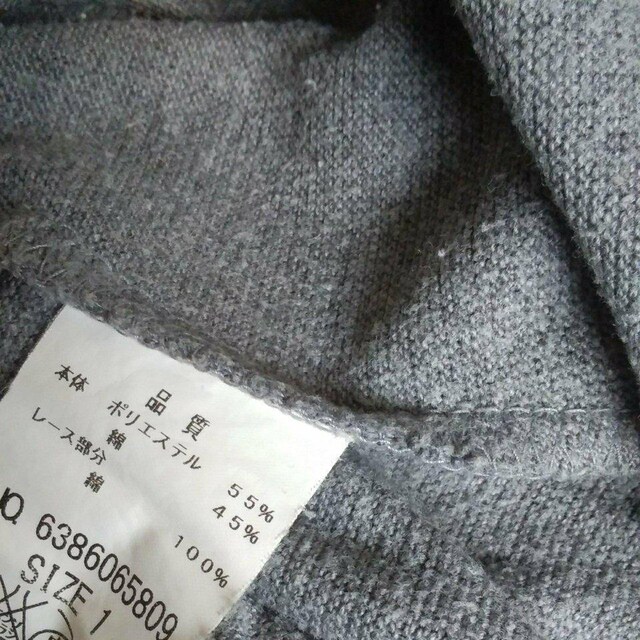 品質
本体 ポリエステル 55%
綿 45%
レース部分
綿 100%
NO. 6386065809
SIZE 1